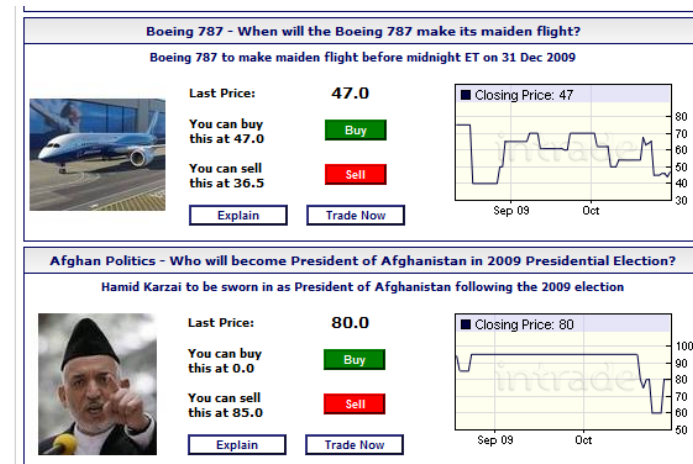 Boeing 787 - When will the Boeing 787 make its maiden flight?
Boeing 787 to make maiden flight before midnight ET on 31 Dec 2009
Last Price: 47.0
You can buy
this at 47.0
Buy
You can sell
this at 36.5
Sell
Explain
Trade Now
Closing Price: 47
intrade
80
70
60
50
40
30
Sep 09
Oct
Afghan Politics - Who will become President of Afghanistan in 2009 Presidential Election?
Hamid Karzai to be sworn in as President of Afghanistan following the 2009 election
Last Price: 80.0
You can buy
this at 0.0
Buy
You can sell
this at 85.0
Sell
Explain
Trade Now
Closing Price: 80
intrade
100
90
80
70
60
50
Sep 09
Oct